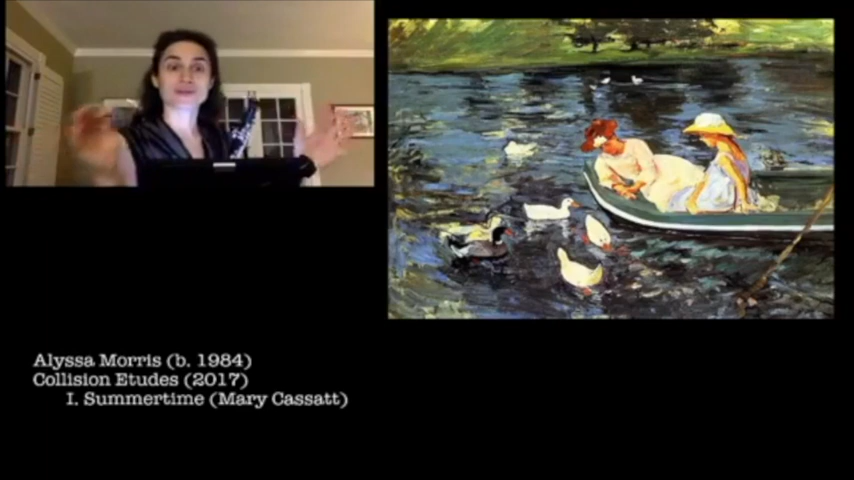 Alyssa Morris (b. 1984)
Collision Etudes (2017)
I. Summertime (Mary Cassatt)